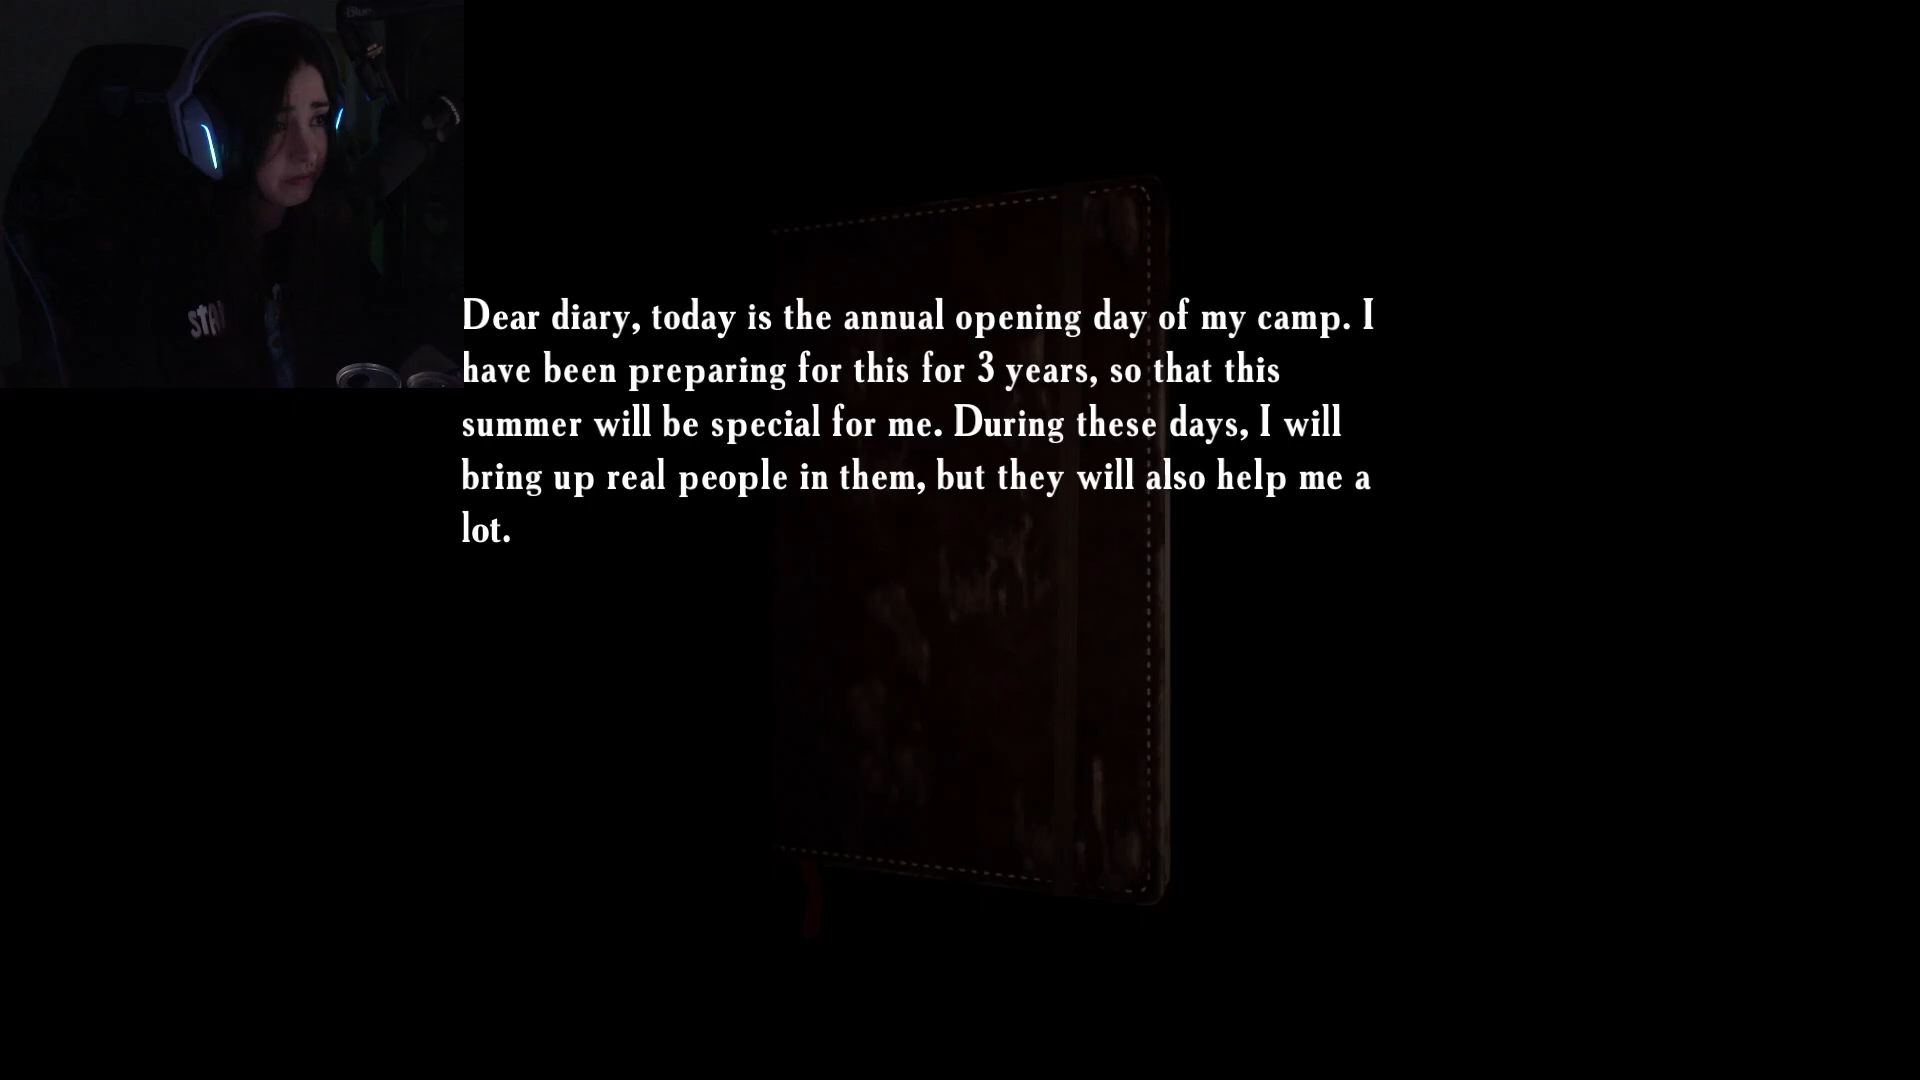 Dear diary, today is the annual opening day of my camp. I
have been preparing for this for 3 years, so that this
summer will be special for me. During these days, I will
bring up real people in them, but they will also help me a
lot.